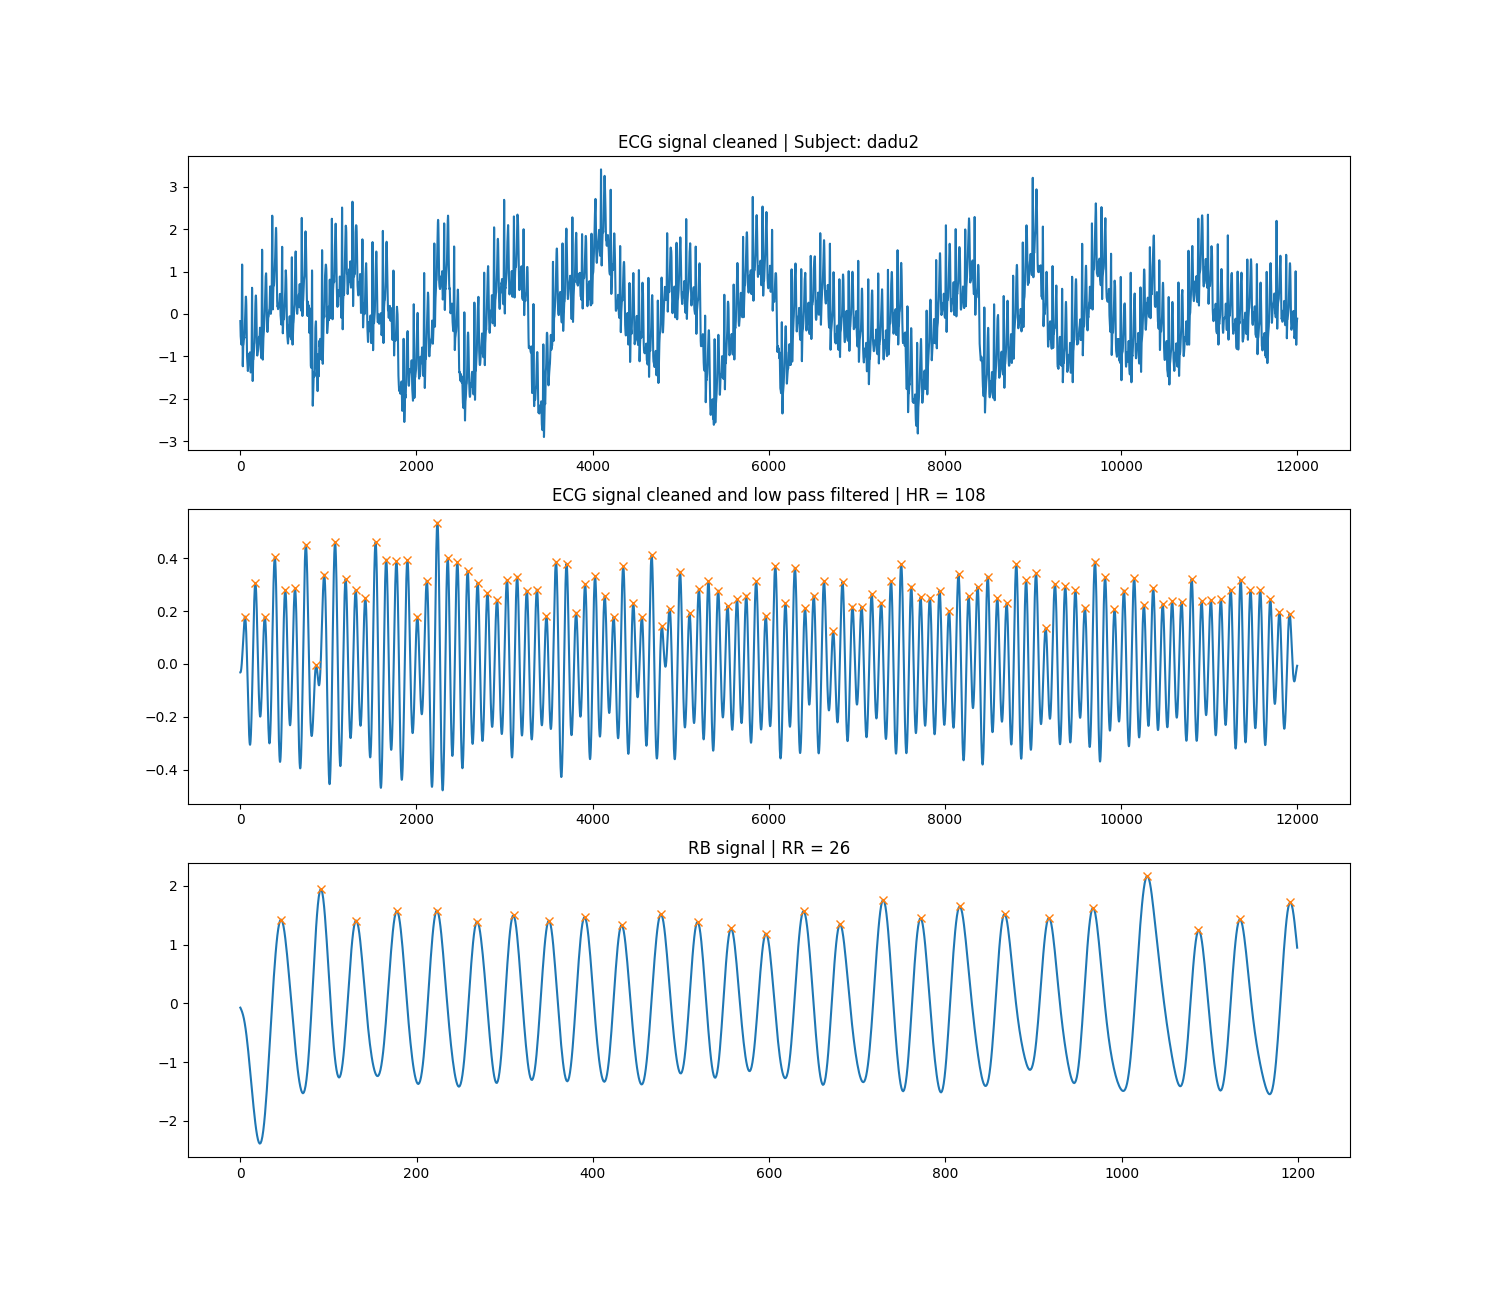 ECG signal cleaned | Subject: dadu2
3
2
1
0
−1
−2
−3
0 2000 4000 6000 8000 10000 12000
ECG signal cleaned and low pass filtered | HR = 108
0.4
0.2
0.0
−0.2
−0.4
0 2000 4000 6000 8000 10000 12000
RB signal | RR = 26
2
1
0
−1
−2
0 200 400 600 800 1000 1200